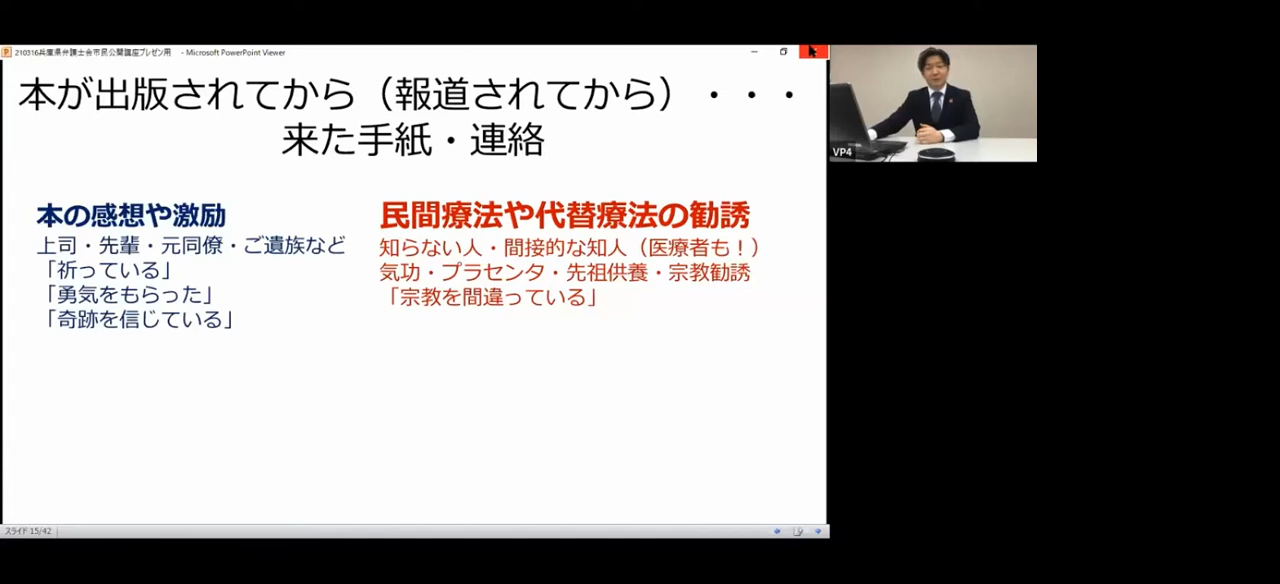 210316兵庫県弁護士会市民公開講座プレゼン用 - Microsoft PowerPoint Viewer
本が出版されてから（報道されてから）・・・
来た手紙・連絡
本の感想や激励
上司・先輩・元同僚・ご遺族など
「祈っている」
「勇気をもらった」
「奇跡を信じている」
民間療法や代替療法の勧誘
知らない人・間接的な知人（医療者も！）
気功・プラセンタ・先祖供養・宗教勧誘
「宗教を間違っている」
VP4
スライド 15/42